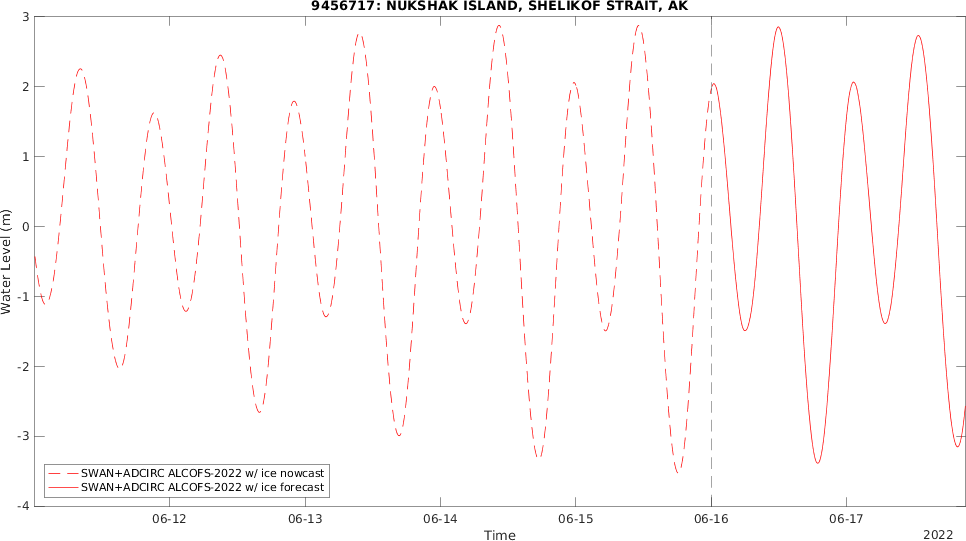 9456717: NUKSHAK ISLAND, SHELIKOF STRAIT, AK
3
2
1
0
-1
-2
-3
-4
Water Level (m)
SWAN+ADCIRC ALCOFS-2022 w/ ice nowcast
SWAN+ADCIRC ALCOFS-2022 w/ ice forecast
06-12 06-13 06-14 06-15 06-16 06-17
Time
2022